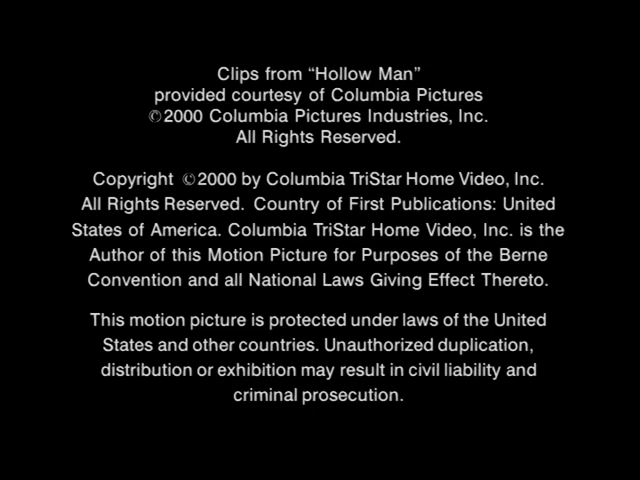 Clips from “Hollow Man”
provided courtesy of Columbia Pictures
©2000 Columbia Pictures Industries, Inc.
All Rights Reserved.
Copyright ©2000 by Columbia TriStar Home Video, Inc.
All Rights Reserved. Country of First Publications: United
States of America. Columbia TriStar Home Video, Inc. is the
Author of this Motion Picture for Purposes of the Berne
Convention and all National Laws Giving Effect Thereto.
This motion picture is protected under laws of the United
States and other countries. Unauthorized duplication,
distribution or exhibition may result in civil liability and
criminal prosecution.